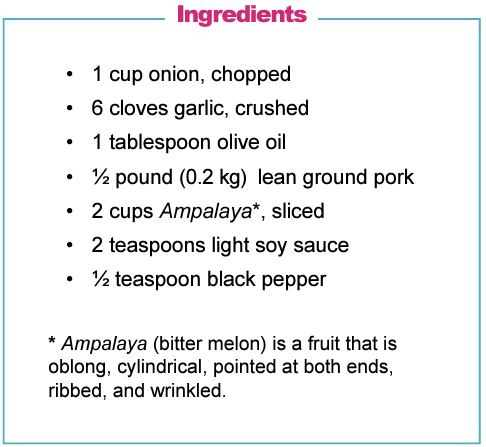 Ingredients
• 1 cup onion, chopped
• 6 cloves garlic, crushed
• 1 tablespoon olive oil
• ½ pound (0.2 kg)  lean ground pork
• 2 cups Ampalaya*, sliced
• 2 teaspoons light soy sauce
• ½ teaspoon black pepper
* Ampalaya (bitter melon) is a fruit that is
oblong, cylindrical, pointed at both ends,
ribbed, and wrinkled.